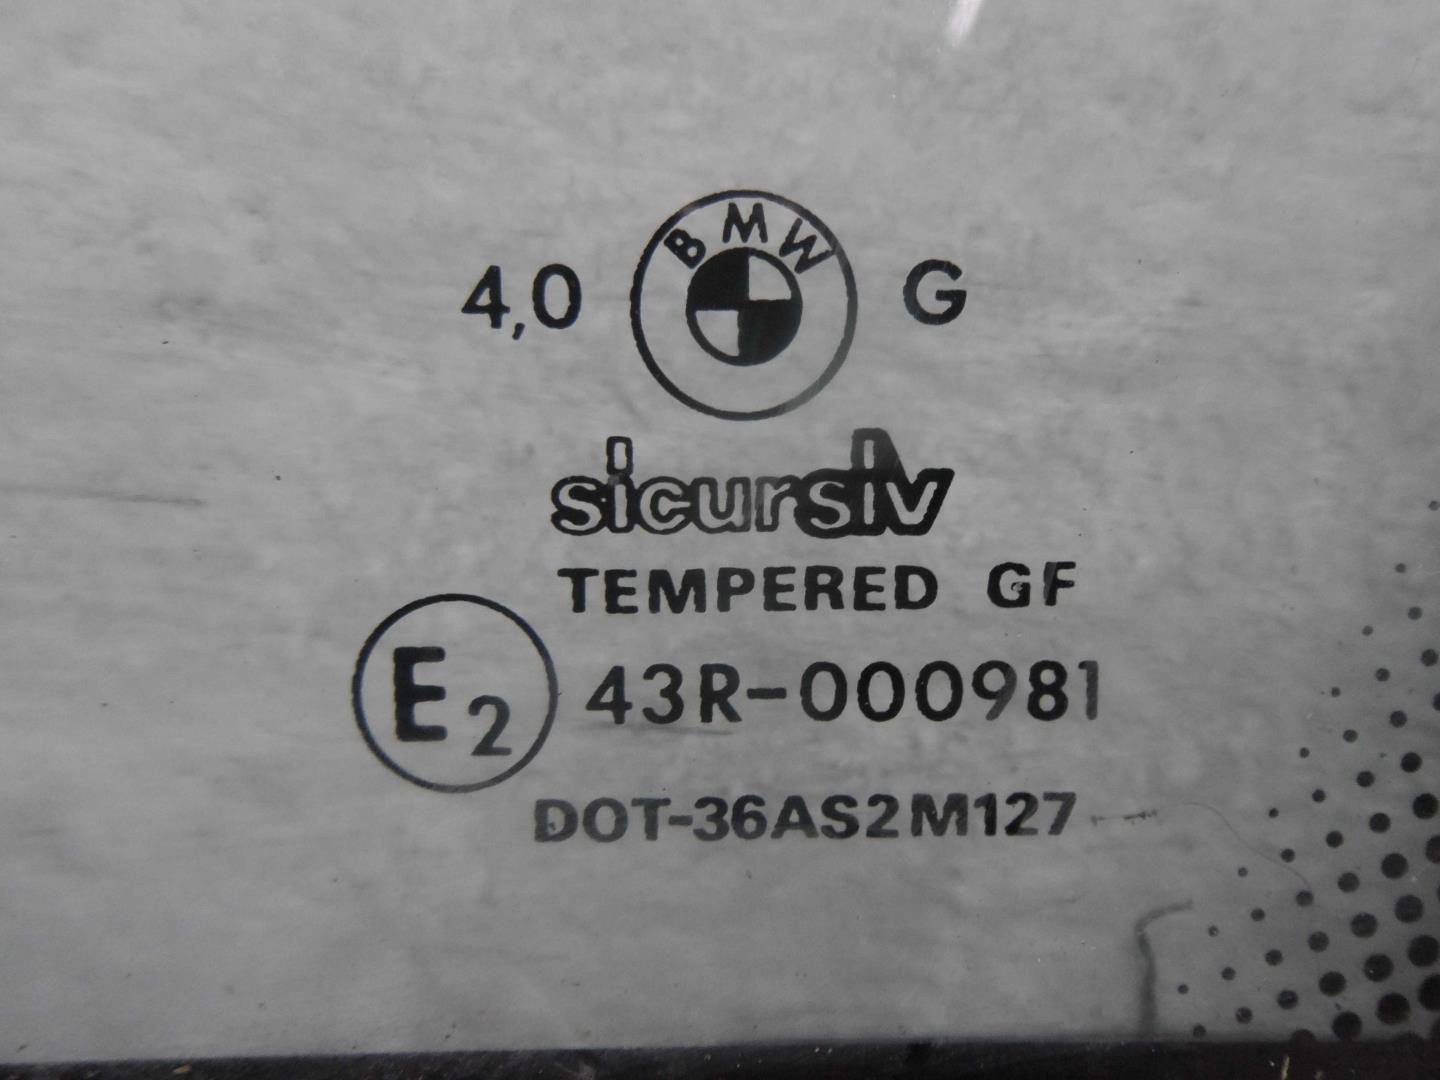 4,0 BMW G
sicursiv
TEMPERED GF
E2 43R-000981
DOT-36AS2M127